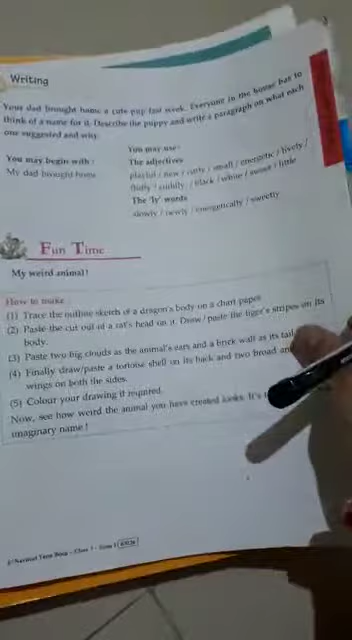 Writing
Your dad brought home a cute pup last week. Everyone in the house has to
think of a name for it. Describe the puppy and write a paragraph on what each
one suggested and why.
You may use :
You may begin with : The adjectives
My dad brought home playful / new / curly / small / energetic / lively /
fluffy / cuddly / black / white / sweet / little
The 'ly' words
slowly / newly / energetically / sweetly
Fun Time
My weird animal!
How to make :
(1) Trace the outline sketch of a dragon's body on a chart paper.
(2) Paste the cut out of a rat's head on it. Draw / paste the tiger's stripes on its
body.
(3) Paste two big clouds as the animal's ears and a brick wall as its tail
(4) Finally draw/paste a tortoise shell on its back and two broad
wings on both the sides.
(5) Colour your drawing if required.
Now, see how weird the animal you have created looks. It's
imaginary name!